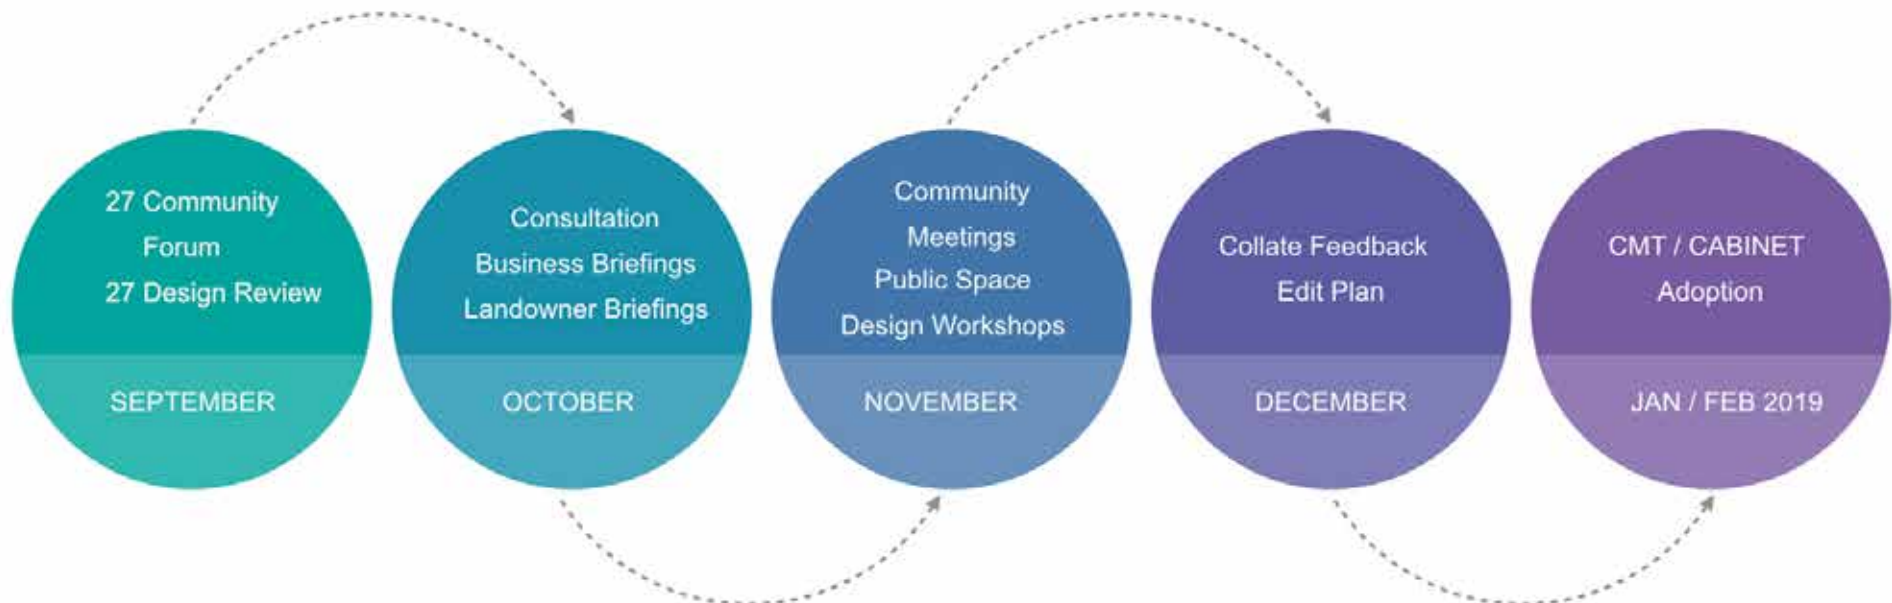 27 Community
Forum
27 Design Review
SEPTEMBER
Consultation
Business Briefings
Landowner Briefings
OCTOBER
Community
Meetings
Public Space
Design Workshops
NOVEMBER
Collate Feedback
Edit Plan
DECEMBER
CMT / CABINET
Adoption
JAN / FEB 2019